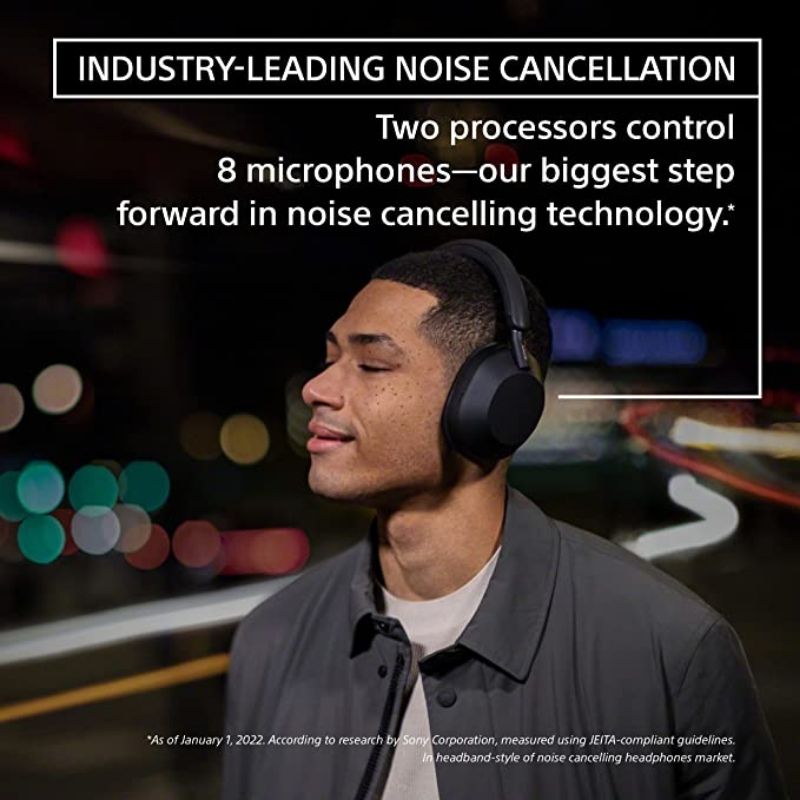 INDUSTRY-LEADING NOISE CANCELLATION
Two processors control
8 microphones—our biggest step
forward in noise cancelling technology.*
*As of January 1, 2022. According to research by Sony Corporation, measured using JEITA-compliant guidelines.
In headband-style of noise cancelling headphones market.